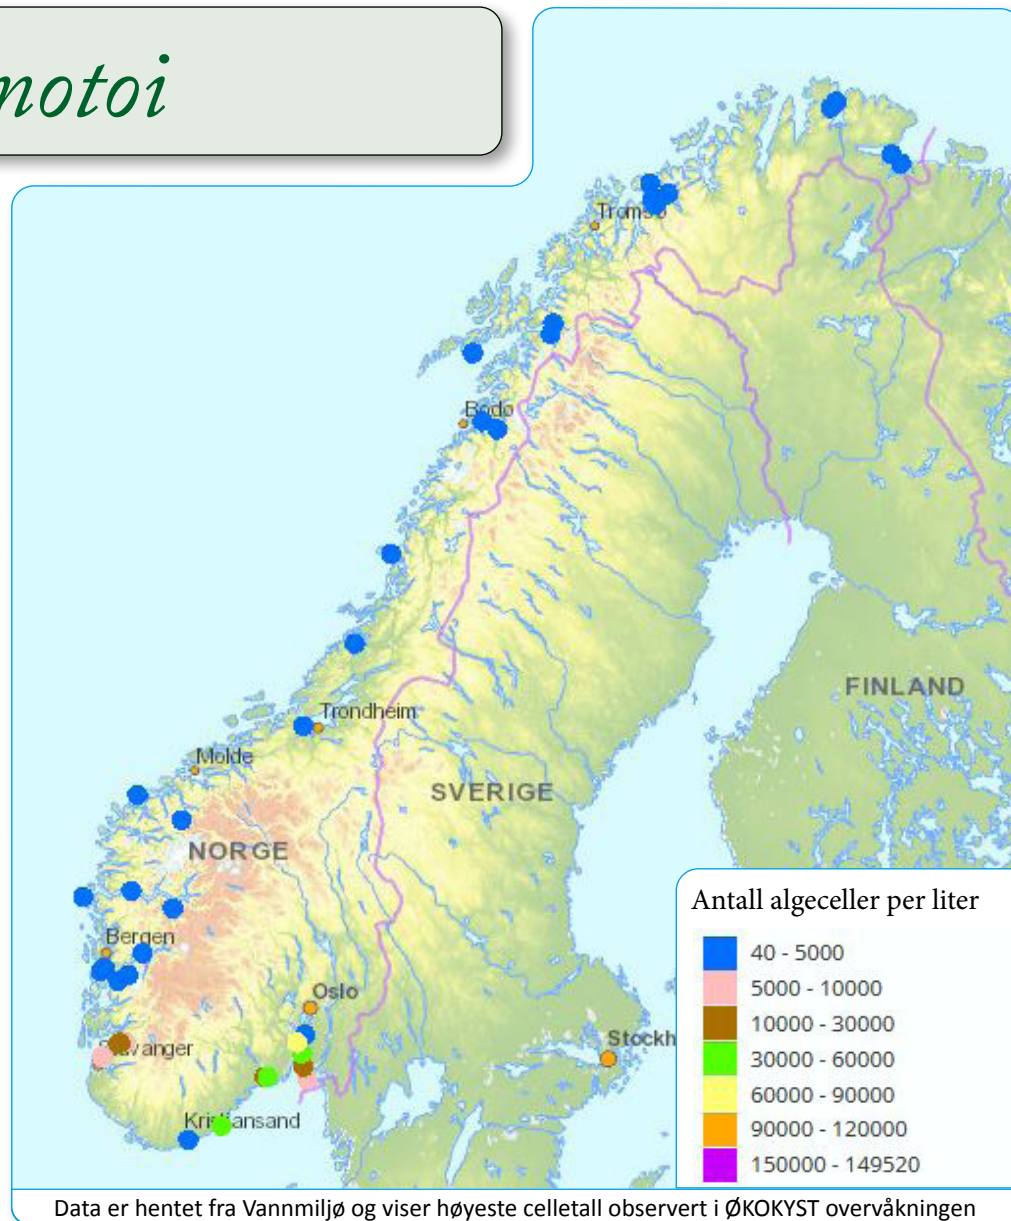 notoi
Tromsø
Bodø
Trondheim
Molde
FINLAND
SVERIGE
NORGE
Bergen
Oslo
Stockh
Stavanger
Kristiansand
Antall algeceller per liter
40 - 5000
5000 - 10000
10000 - 30000
30000 - 60000
60000 - 90000
90000 - 120000
150000 - 149520
Data er hentet fra Vannmiljø og viser høyeste celletall observert i ØKOKYST overvåkningen